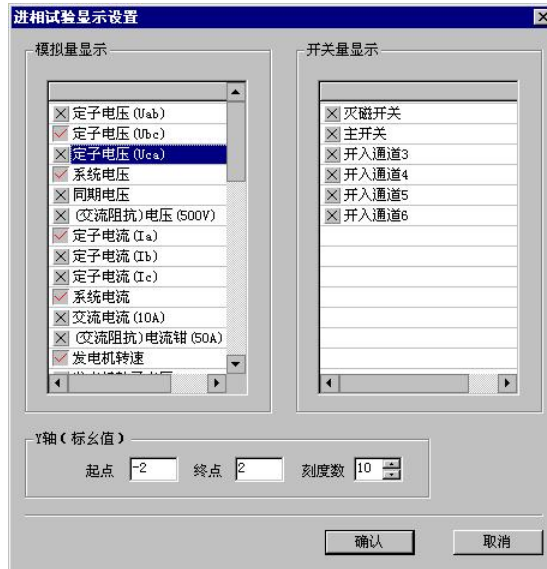 进相试验显示设置
模拟量显示
定子电压(Uab)
定子电压(Ubc)
定子电压(Uca)
系统电压
同期电压
(交流阻抗)电压(500V)
定子电流(Ia)
定子电流(Ib)
定子电流(Ic)
系统电流
交流电流(10A)
(交流阻抗)电流钳(50A)
发电机转速
开关量显示
灭磁开关
主开关
开入通道3
开入通道4
开入通道5
开入通道6
Y轴(标幺值)
起点 -2 终点 2 刻度数 10
确认 取消